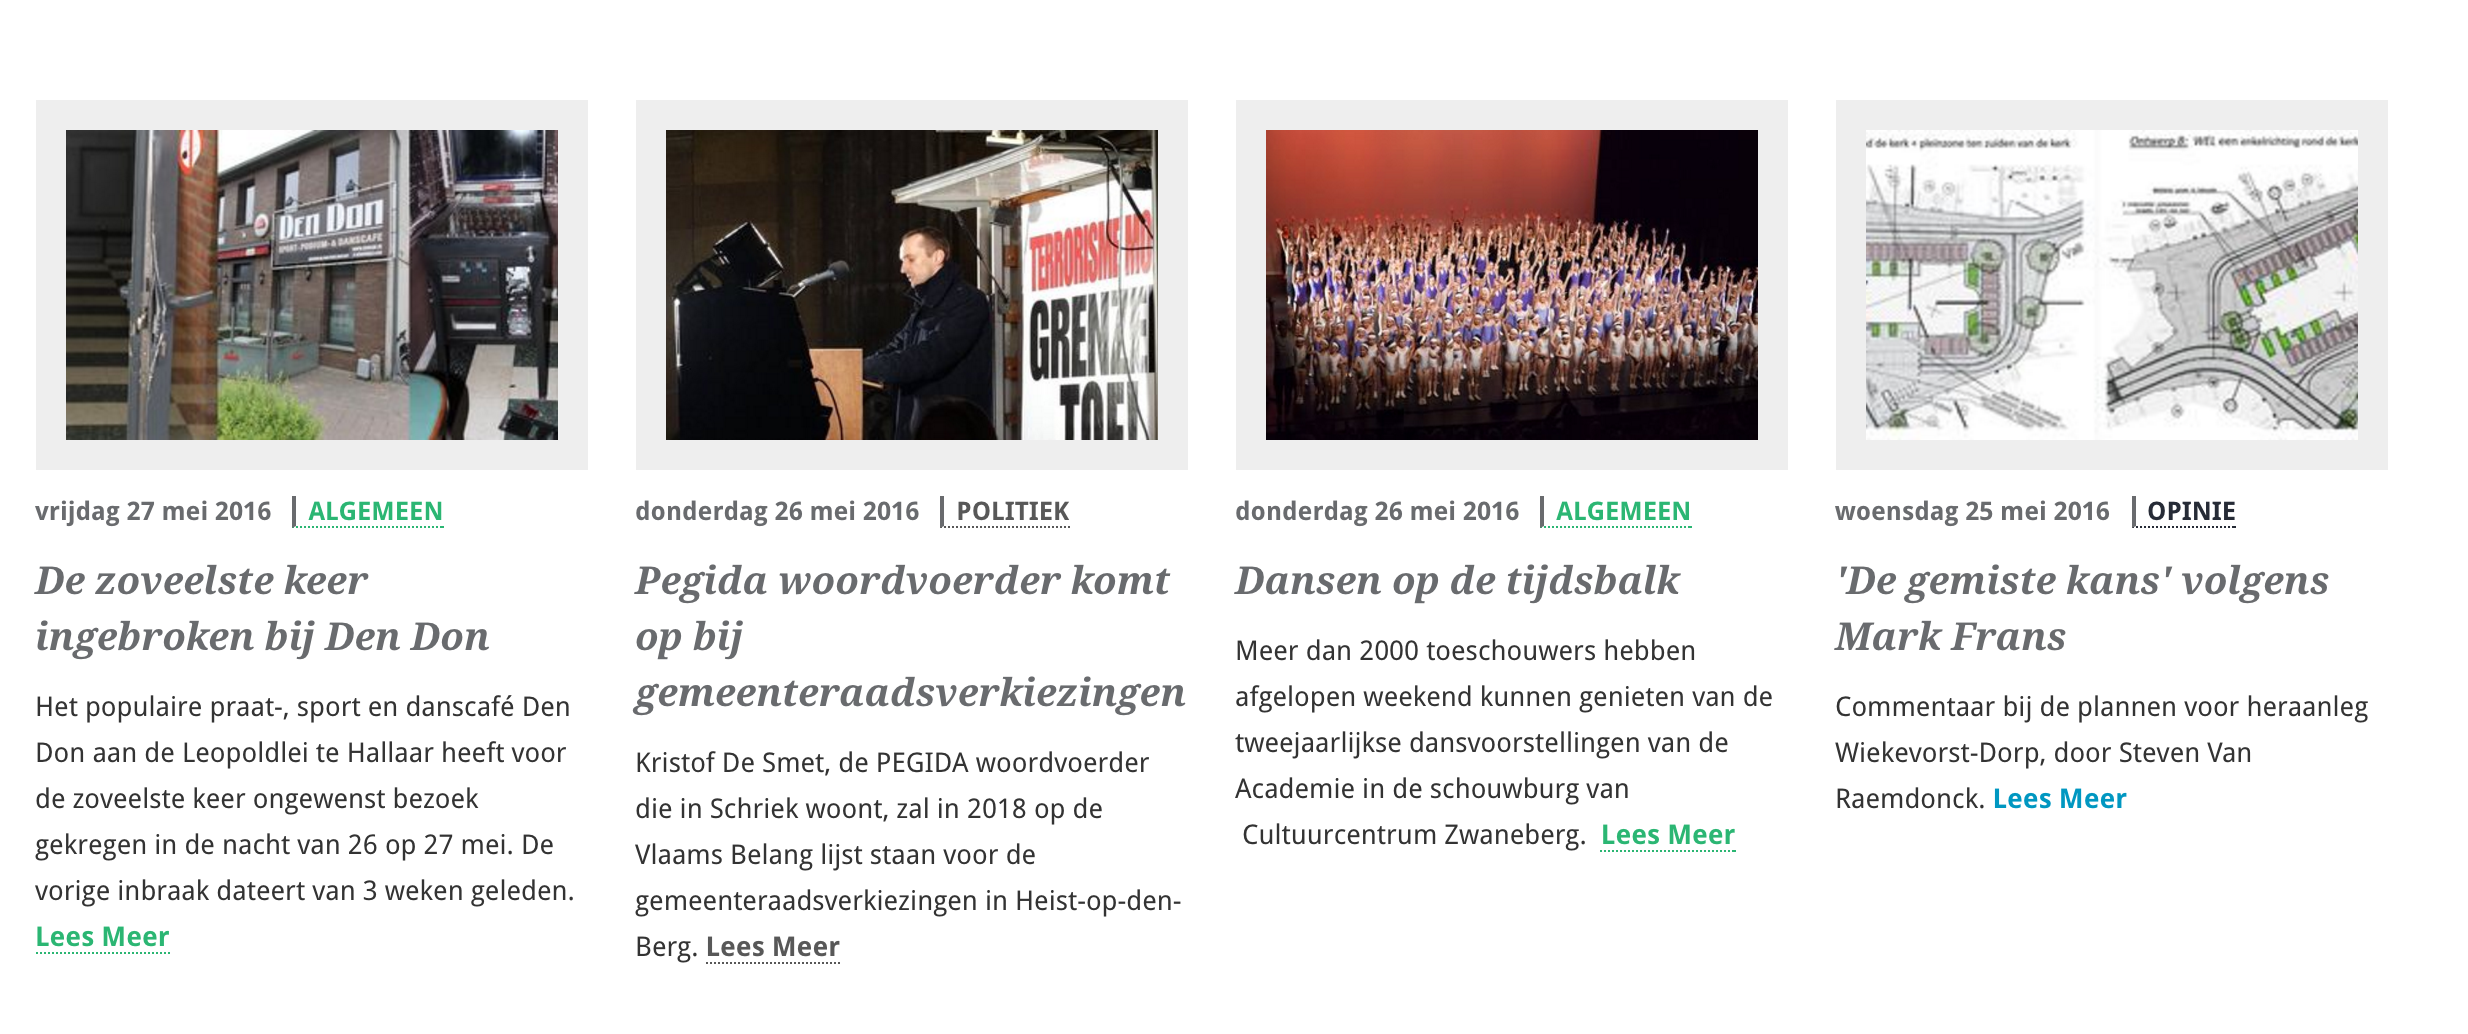 Den Don
SPORT-PODIUM-& DANSCAFE
TERRORISME MO
GRENZE
TOE!
d de kerk + pleinzone ten zuiden van de kerk
Ontwerp B: WEL een enkelrichting rond de kerk
vrijdag 27 mei 2016 | ALGEMEEN
De zoveelste keer
ingebroken bij Den Don
Het populaire praat-, sport en danscafé Den
Don aan de Leopoldlei te Hallaar heeft voor
de zoveelste keer ongewenst bezoek
gekregen in de nacht van 26 op 27 mei. De
vorige inbraak dateert van 3 weken geleden.
Lees Meer
donderdag 26 mei 2016 | POLITIEK
Pegida woordvoerder komt
op bij
gemeenteraadsverkiezingen
Kristof De Smet, de PEGIDA woordvoerder
die in Schriek woont, zal in 2018 op de
Vlaams Belang lijst staan voor de
gemeenteraadsverkiezingen in Heist-op-den-
Berg. Lees Meer
donderdag 26 mei 2016 | ALGEMEEN
Dansen op de tijdsbalk
Meer dan 2000 toeschouwers hebben
afgelopen weekend kunnen genieten van de
tweejaarlijkse dansvoorstellingen van de
Academie in de schouwburg van
Cultuurcentrum Zwaneberg. Lees Meer
woensdag 25 mei 2016 | OPINIE
'De gemiste kans' volgens
Mark Frans
Commentaar bij de plannen voor heraanleg
Wiekevorst-Dorp, door Steven Van
Raemdonck. Lees Meer